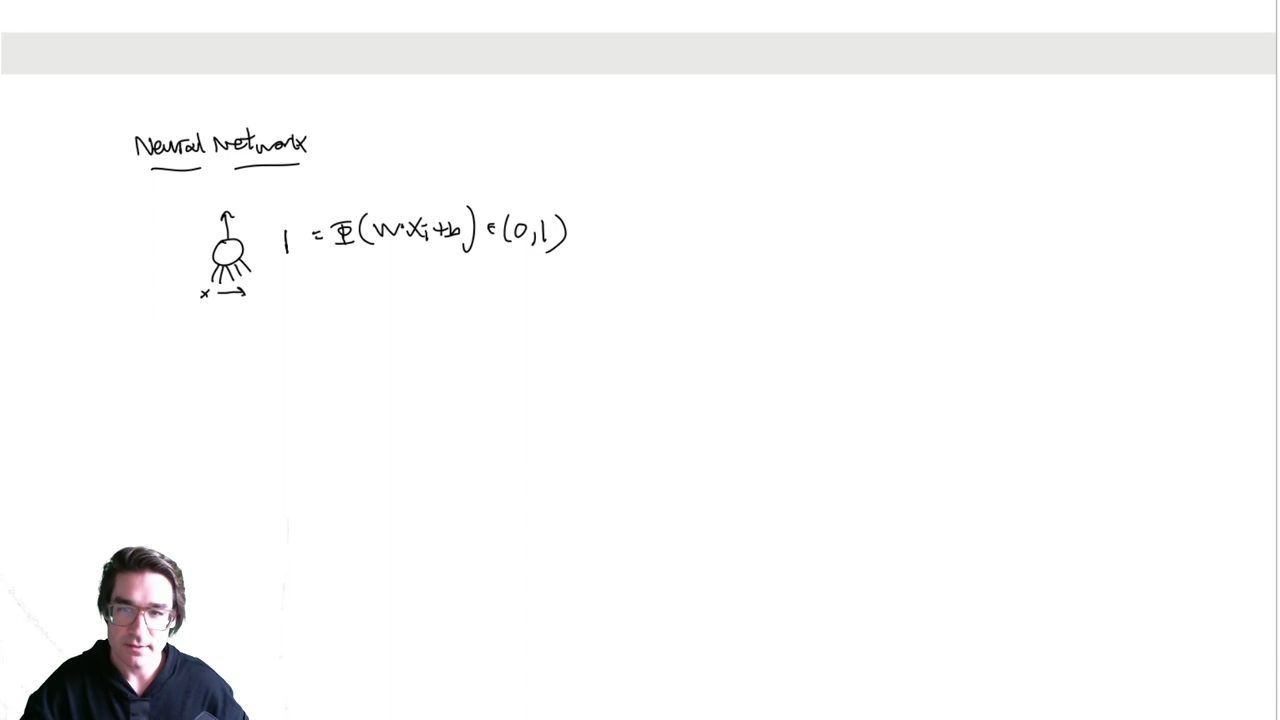 Neural Network
1 = Φ(w·xᵢ+b) ∈ (0,1)
x →